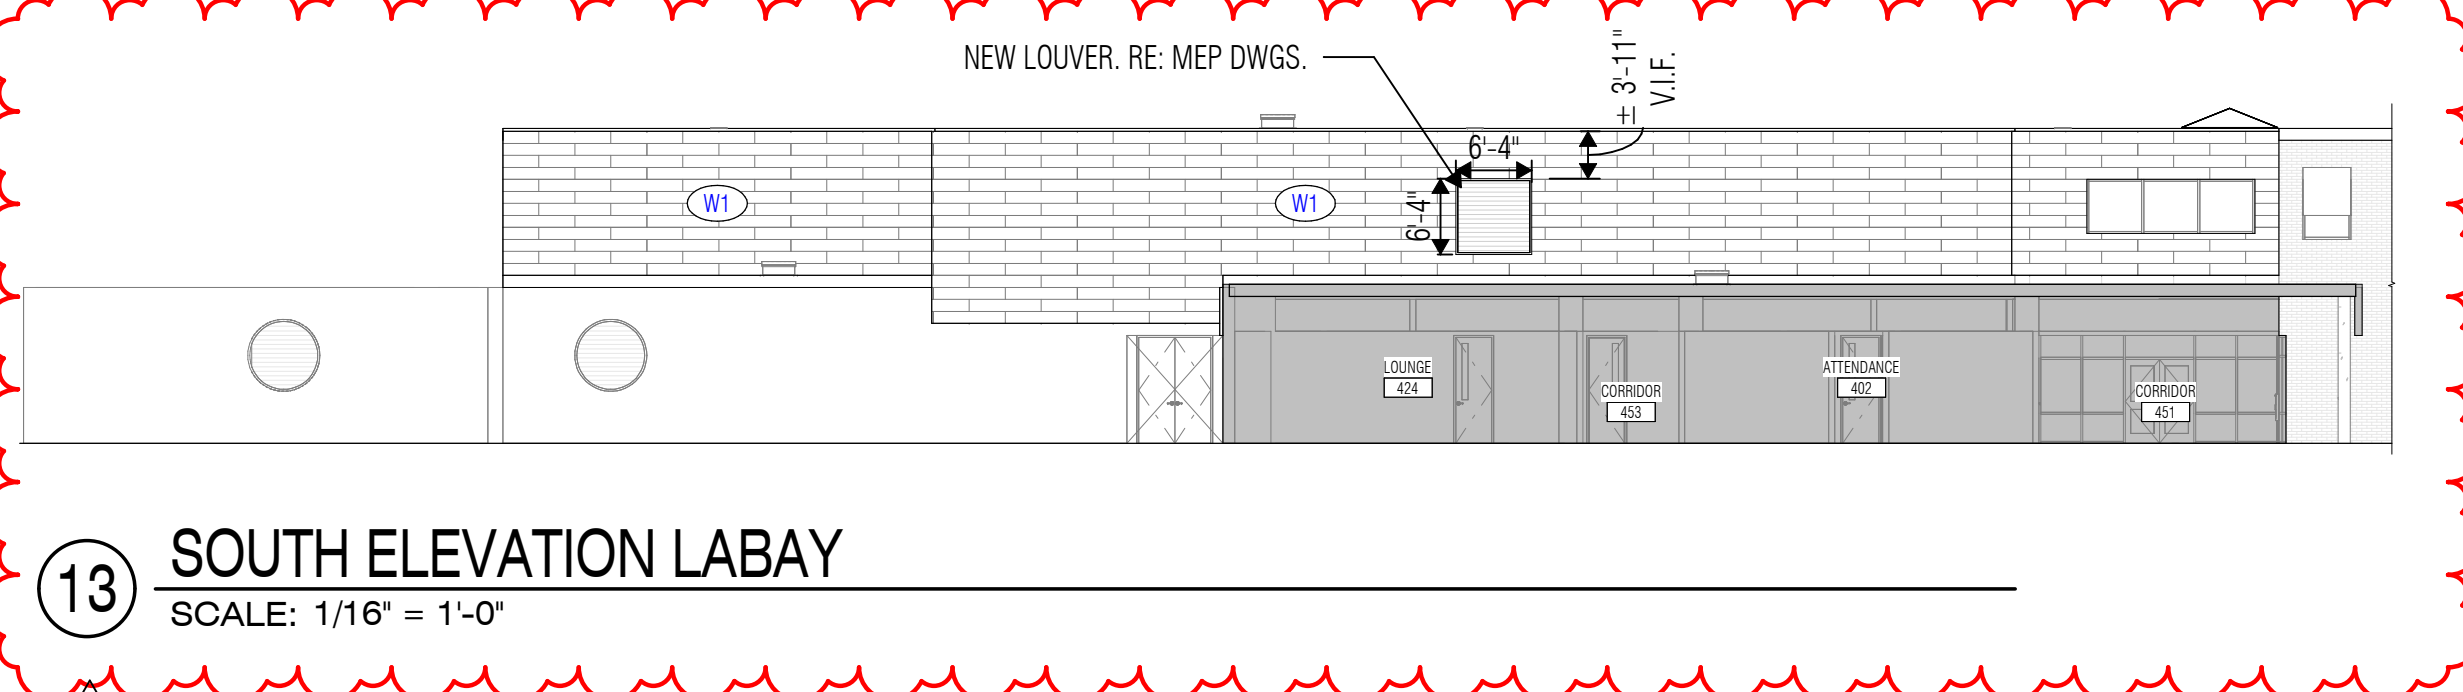 NEW LOUVER. RE: MEP DWGS.
± 3'-11"
V.I.F.
6'-4"
6'-4"
W1
W1
LOUNGE
424
CORRIDOR
453
ATTENDANCE
402
CORRIDOR
451
13
SOUTH ELEVATION LABAY
SCALE: 1/16" = 1'-0"